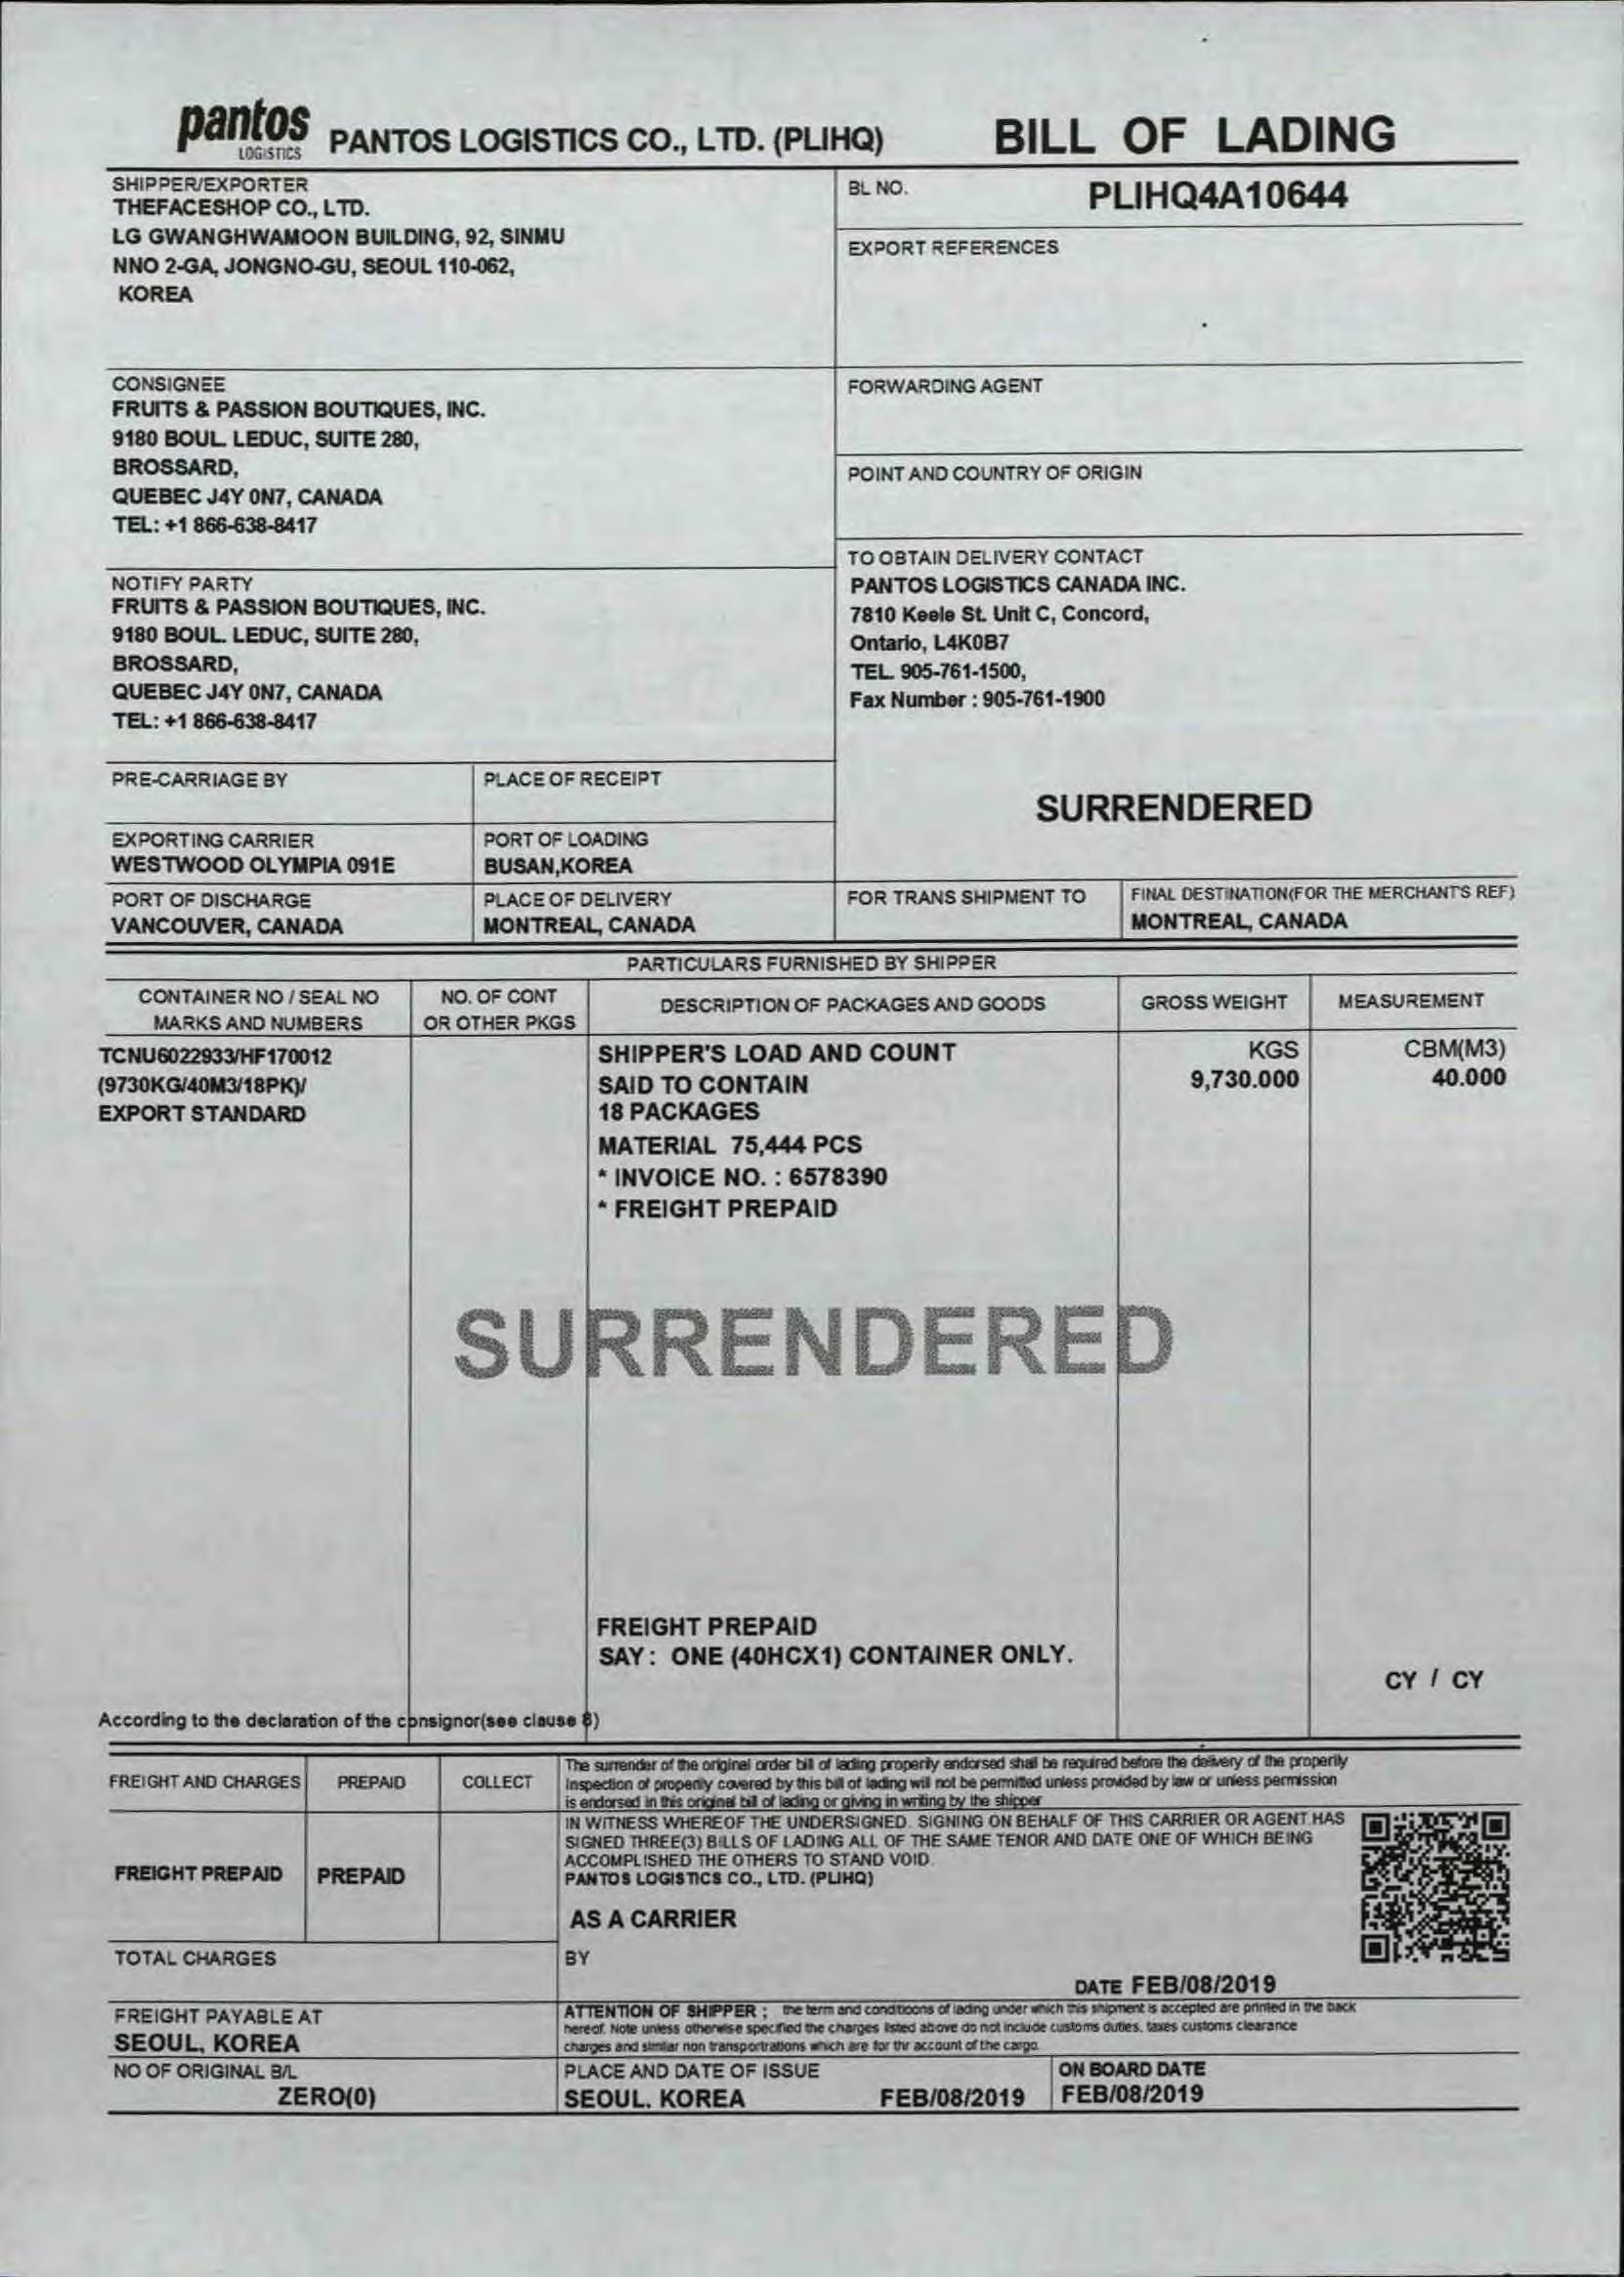 pantos
LOGISTICS
PANTOS LOGISTICS CO., LTD. (PLIHQ)
BILL OF LADING
SHIPPER/EXPORTER
THEFACESHOP CO., LTD.
LG GWANGHWAMOON BUILDING, 92, SINMU
NNO 2-GA, JONGNO-GU, SEOUL 110-062,
KOREA
BL NO.
PLIHQ4A10644
EXPORT REFERENCES
CONSIGNEE
FRUITS & PASSION BOUTIQUES, INC.
9180 BOUL. LEDUC, SUITE 280,
BROSSARD,
QUEBEC J4Y 0N7, CANADA
TEL: +1 866-638-8417
FORWARDING AGENT
POINT AND COUNTRY OF ORIGIN
NOTIFY PARTY
FRUITS & PASSION BOUTIQUES, INC.
9180 BOUL. LEDUC, SUITE 280,
BROSSARD,
QUEBEC J4Y 0N7, CANADA
TEL: +1 866-638-8417
TO OBTAIN DELIVERY CONTACT
PANTOS LOGISTICS CANADA INC.
7810 Keele St. Unit C, Concord,
Ontario, L4K0B7
TEL. 905-761-1500,
Fax Number : 905-761-1900
PRE-CARRIAGE BY
PLACE OF RECEIPT
SURRENDERED
EXPORTING CARRIER
WESTWOOD OLYMPIA 091E
PORT OF LOADING
BUSAN,KOREA
PORT OF DISCHARGE
VANCOUVER, CANADA
PLACE OF DELIVERY
MONTREAL, CANADA
FOR TRANS SHIPMENT TO
FINAL DESTINATION(FOR THE MERCHANT'S REF)
MONTREAL, CANADA
PARTICULARS FURNISHED BY SHIPPER
CONTAINER NO / SEAL NO
MARKS AND NUMBERS
NO. OF CONT
OR OTHER PKGS
DESCRIPTION OF PACKAGES AND GOODS
GROSS WEIGHT
MEASUREMENT
TCNU6022933/HF170012
(9730KG/40M3/18PK)/
EXPORT STANDARD
SHIPPER'S LOAD AND COUNT
SAID TO CONTAIN
18 PACKAGES
MATERIAL 75,444 PCS
* INVOICE NO. : 6578390
* FREIGHT PREPAID
KGS
9,730.000
CBM(M3)
40.000
SURRENDERED
FREIGHT PREPAID
SAY : ONE (40HCX1) CONTAINER ONLY.
CY / CY
According to the declaration of the consignor(see clause 8)
FREIGHT AND CHARGES
PREPAID
COLLECT
The surrender of the original order bill of lading properily endorsed shall be required before the delivery of the properily
Inspection of properily covered by this bill of lading will not be permitted unless provided by law or unless permission
is endorsed in this original bill of lading or giving in writing by the shipper
FREIGHT PREPAID
PREPAID
IN WITNESS WHEREOF THE UNDERSIGNED. SIGNING ON BEHALF OF THIS CARRIER OR AGENT HAS
SIGNED THREE(3) BILLS OF LADING ALL OF THE SAME TENOR AND DATE ONE OF WHICH BEING
ACCOMPLISHED THE OTHERS TO STAND VOID.
PANTOS LOGISTICS CO., LTD. (PLIHQ)
AS A CARRIER
TOTAL CHARGES
BY
DATE FEB/08/2019
FREIGHT PAYABLE AT
SEOUL, KOREA
ATTENTION OF SHIPPER ; the term and conditioons of lading under which this shipment is accepted are printed in the back
hereof. Note unless otherwise specified the charges listed above do not include customs duties, taxes customs clearance
charges and similar non transportrations which are for thr account of the cargo.
NO OF ORIGINAL B/L
ZERO(0)
PLACE AND DATE OF ISSUE
SEOUL, KOREA FEB/08/2019
ON BOARD DATE
FEB/08/2019